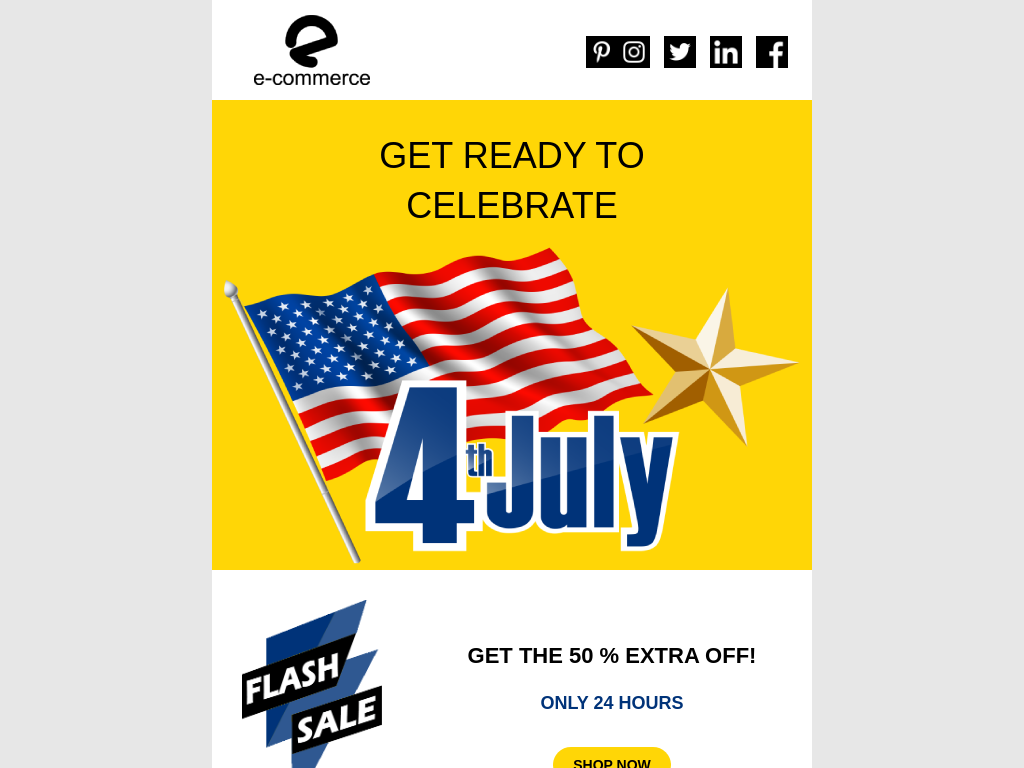 e-commerce
GET READY TO
CELEBRATE
4th July
FLASH
SALE
GET THE 50 % EXTRA OFF!
ONLY 24 HOURS
SHOP NOW